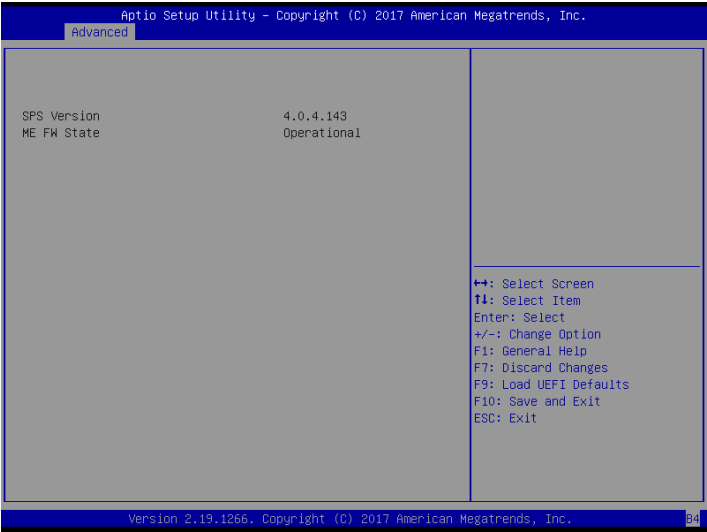 Aptio Setup Utility – Copyright (C) 2017 American Megatrends, Inc.
Advanced
SPS Version 4.0.4.143
ME FW State Operational
↔: Select Screen
↑↓: Select Item
Enter: Select
+/-: Change Option
F1: General Help
F7: Discard Changes
F9: Load UEFI Defaults
F10: Save and Exit
ESC: Exit
Version 2.19.1266. Copyright (C) 2017 American Megatrends, Inc.
B4